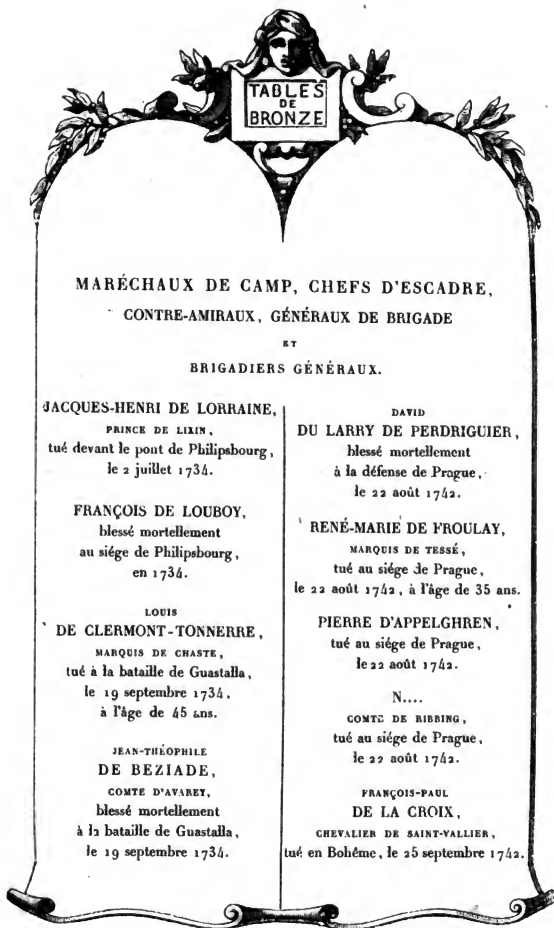 TABLES
DE
BRONZE
MARÉCHAUX DE CAMP, CHEFS D'ESCADRE,
CONTRE-AMIRAUX, GÉNÉRAUX DE BRIGADE
ET
BRIGADIERS GÉNÉRAUX.
JACQUES-HENRI DE LORRAINE,
PRINCE DE LIXIN,
tué devant le pont de Philipsbourg,
le 2 juillet 1734.
FRANÇOIS DE LOUBOY,
blessé mortellement
au siége de Philipsbourg,
en 1734.
LOUIS
DE CLERMONT-TONNERRE,
MARQUIS DE CHASTE,
tué à la bataille de Guastalla,
le 19 septembre 1734,
à l'âge de 45 ans.
JEAN-THÉOPHILE
DE BEZIADE,
COMTE D'AVAREY,
blessé mortellement
à la bataille de Guastalla,
le 19 septembre 1734.
DAVID
DU LARRY DE PERDRIGUIER,
blessé mortellement
à la défense de Prague,
le 22 août 1742.
RENÉ-MARIE DE FROULAY,
MARQUIS DE TESSÉ,
tué au siége de Prague,
le 22 août 1742, à l'âge de 35 ans.
PIERRE D'APPELGHREN,
tué au siége de Prague,
le 22 août 1742.
N....
COMTE DE RIBBING,
tué au siége de Prague,
le 22 août 1742.
FRANÇOIS-PAUL
DE LA CROIX,
CHEVALIER DE SAINT-VALLIER,
tué en Bohême, le 25 septembre 1742.